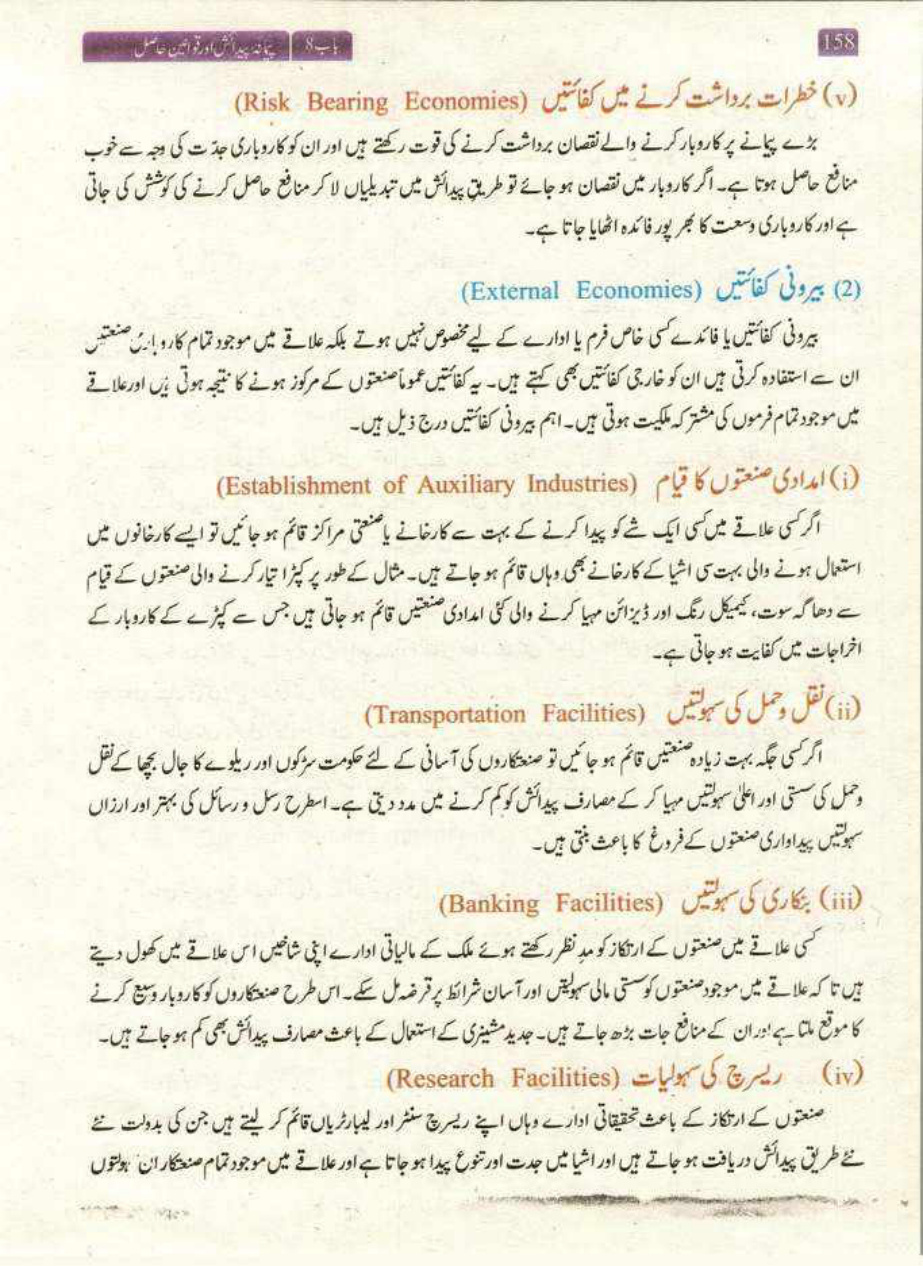 158
باب 8 پیمانہ پیدائش اور قوانین حاصل
(v) خطرات برداشت کرنے میں کفائتیں (Risk Bearing Economies)
بڑے پیمانے پر کاروبار کرنے والے نقصان برداشت کرنے کی قوت رکھتے ہیں اور ان کو کاروباری جدّت کی وجہ سے خوب
منافع حاصل ہوتا ہے۔ اگر کاروبار میں نقصان ہو جائے تو طریقِ پیدائش میں تبدیلیاں لا کر منافع حاصل کرنے کی کوشش کی جاتی
ہے اور کاروباری وسعت کا بھر پور فائدہ اٹھایا جاتا ہے۔
(2) بیرونی کفائتیں (External Economies)
بیرونی کفائتیں یا فائدے کسی خاص فرم یا ادارے کے لیے مخصوص نہیں ہوتے بلکہ علاقے میں موجود تمام کاروباری صنعتیں
ان سے استفادہ کرتی ہیں ان کو خارجی کفائتیں بھی کہتے ہیں۔ یہ کفائتیں عموماً صنعتوں کے مرکوز ہونے کا نتیجہ ہوتی ہیں اور علاقے
میں موجود تمام فرموں کی مشترکہ ملکیت ہوتی ہیں۔ اہم بیرونی کفائتیں درج ذیل ہیں۔
(i) امدادی صنعتوں کا قیام (Establishment of Auxiliary Industries)
اگر کسی علاقے میں کسی ایک شے کو پیدا کرنے کے بہت سے کارخانے یا صنعتی مراکز قائم ہو جائیں تو ایسے کارخانوں میں
استعمال ہونے والی بہت سی اشیا کے کارخانے بھی وہاں قائم ہو جاتے ہیں۔ مثال کے طور پر کپڑا تیار کرنے والی صنعتوں کے قیام
سے دھاگہ سوت، کیمیکل رنگ اور ڈیزائن مہیا کرنے والی کئی امدادی صنعتیں قائم ہو جاتی ہیں جس سے کپڑے کے کاروبار کے
اخراجات میں کفایت ہو جاتی ہے۔
(ii) نقل و حمل کی سہولتیں (Transportation Facilities)
اگر کسی جگہ بہت زیادہ صنعتیں قائم ہو جائیں تو صنعتکاروں کی آسانی کے لئے حکومت سڑکوں اور ریلوے کا جال بچھا کے نقل
وحمل کی سستی اور اعلیٰ سہولتیں مہیا کر کے مصارف پیدائش کو کم کرنے میں مدد دیتی ہے۔ اسطرح رسل و رسائل کی بہتر اور ارزاں
سہولتیں پیداواری صنعتوں کے فروغ کا باعث بنتی ہیں۔
(iii) بنکاری کی سہولتیں (Banking Facilities)
کسی علاقے میں صنعتوں کے ارتکاز کو مدنظر رکھتے ہوئے ملک کے مالیاتی ادارے اپنی شاخیں اس علاقے میں کھول دیتے
ہیں تا کہ علاقے میں موجود صنعتوں کو سستی مالی سہولتیں اور آسان شرائط پر قرضہ مل سکے۔ اس طرح صنعتکاروں کو کاروبار وسیع کرنے
کا موقع ملتا ہے اور ان کے منافع جات بڑھ جاتے ہیں۔ جدید مشینری کے استعمال کے باعث مصارف پیدائش بھی کم ہو جاتے ہیں۔
(iv) ریسرچ کی سہولیات (Research Facilities)
صنعتوں کے ارتکاز کے باعث تحقیقاتی ادارے وہاں اپنے ریسرچ سنٹر اور لیبارٹریاں قائم کر لیتے ہیں جن کی بدولت نئے
نئے طریق پیدائش دریافت ہو جاتے ہیں اور اشیا میں جدت اور تنوع پیدا ہو جاتا ہے اور علاقے میں موجود تمام صنعتکار ان سہولتوں